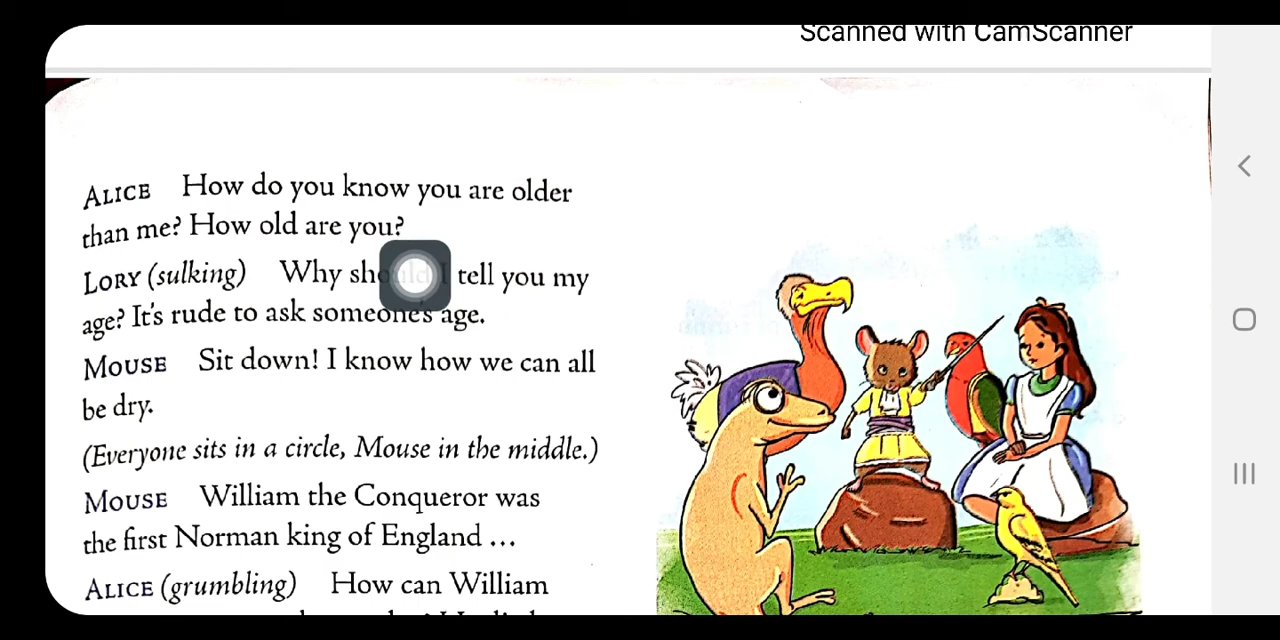 Scanned with CamScanner
ALICE How do you know you are older
than me? How old are you?
LORY (sulking) Why should I tell you my
age? It's rude to ask someone's age.
MOUSE Sit down! I know how we can all
be dry.
(Everyone sits in a circle, Mouse in the middle.)
MOUSE William the Conqueror was
the first Norman king of England ...
ALICE (grumbling) How can William